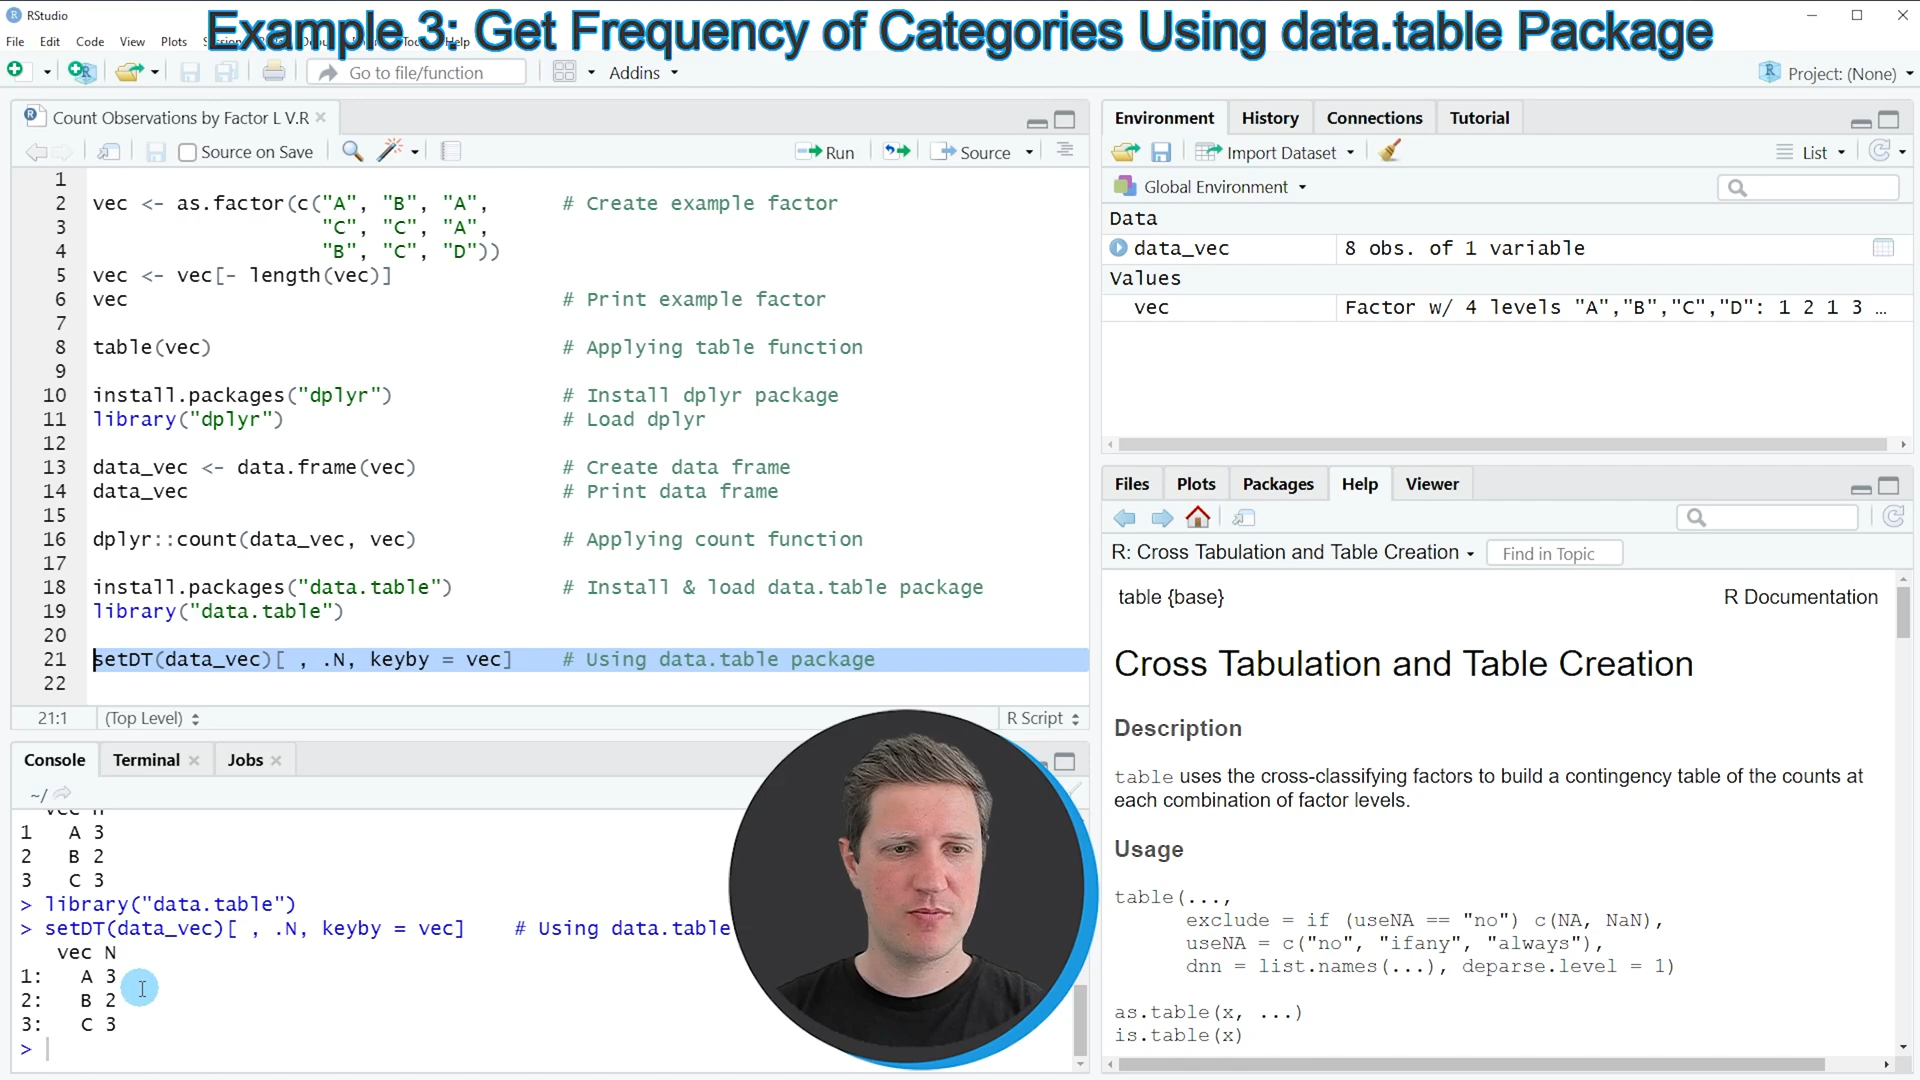 RStudio
Example 3: Get Frequency of Categories Using data.table Package
File Edit Code View Plots Help
Go to file/function
Addins
Project: (None)
Count Observations by Factor L V.R
Source on Save
Run
Source
1
2 vec <- as.factor(c("A", "B", "A", # Create example factor
3 "C", "C", "A",
4 "B", "C", "D"))
5 vec <- vec[- length(vec)]
6 vec # Print example factor
7
8 table(vec) # Applying table function
9
10 install.packages("dplyr") # Install dplyr package
11 library("dplyr") # Load dplyr
12
13 data_vec <- data.frame(vec) # Create data frame
14 data_vec # Print data frame
15
16 dplyr::count(data_vec, vec) # Applying count function
17
18 install.packages("data.table") # Install & load data.table package
19 library("data.table")
20
21 setDT(data_vec)[ , .N, keyby = vec] # Using data.table package
22
21:1 (Top Level) R Script
Console Terminal Jobs
~/
vec n
1 A 3
2 B 2
3 C 3
> library("data.table")
> setDT(data_vec)[ , .N, keyby = vec] # Using data.table
vec N
1: A 3
2: B 2
3: C 3
>
Environment History Connections Tutorial
Import Dataset
List
Global Environment
Data
data_vec 8 obs. of 1 variable
Values
vec Factor w/ 4 levels "A","B","C","D": 1 2 1 3 …
Files Plots Packages Help Viewer
R: Cross Tabulation and Table Creation
Find in Topic
table {base} R Documentation
Cross Tabulation and Table Creation
Description
table uses the cross-classifying factors to build a contingency table of the counts at
each combination of factor levels.
Usage
table(...,
exclude = if (useNA == "no") c(NA, NaN),
useNA = c("no", "ifany", "always"),
dnn = list.names(...), deparse.level = 1)
as.table(x, ...)
is.table(x)